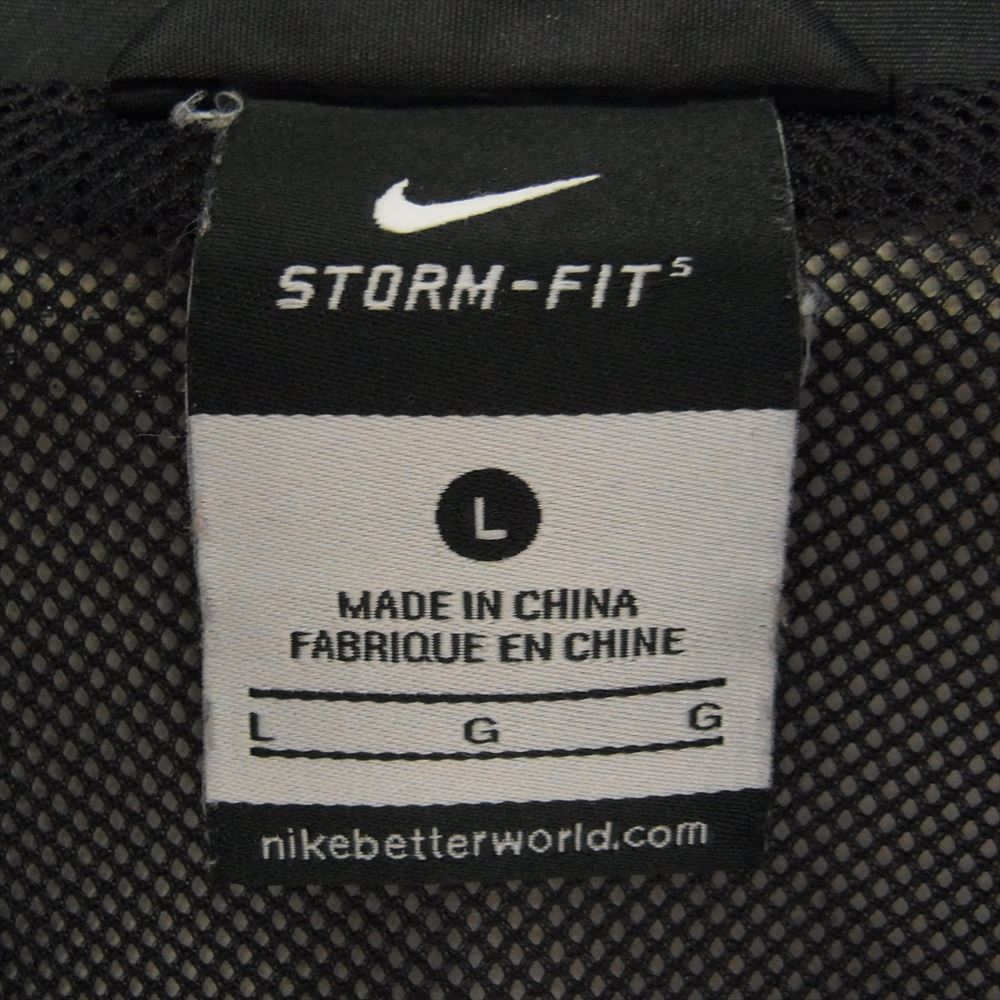 STORM-FIT⁵
L
MADE IN CHINA
FABRIQUE EN CHINE
L G G
nikebetterworld.com